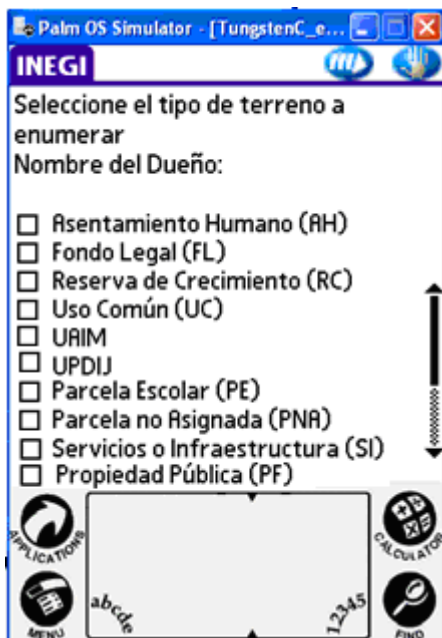 Palm OS Simulator - [TungstenC_e...
INEGI
Seleccione el tipo de terreno a
enumerar
Nombre del Dueño:
Asentamiento Humano (AH)
Fondo Legal (FL)
Reserva de Crecimiento (RC)
Uso Común (UC)
UAIM
UPDIJ
Parcela Escolar (PE)
Parcela no Asignada (PNA)
Servicios o Infraestructura (SI)
Propiedad Pública (PF)
APPLICATIONS
CALCULATOR
MENU
abcde
12345
FIND